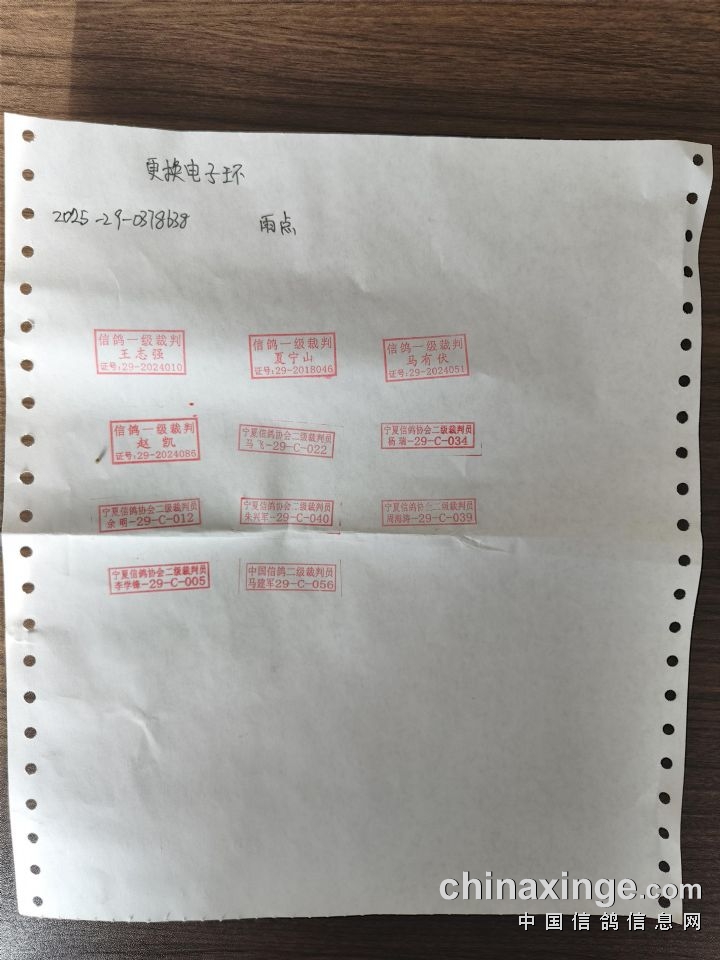 更换电子环
2025-29-0378638 雨点
信鸽一级裁判
王志强
证号:29-2024010
信鸽一级裁判
夏宁山
证号:29-2018046
信鸽一级裁判
马有伏
证号:29-2024051
信鸽一级裁判
赵 凯
证号:29-2024086
宁夏信鸽协会二级裁判员
马 飞-29-C-022
宁夏信鸽协会二级裁判员
杨 瑞-29-C-034
宁夏信鸽协会二级裁判员
余 明-29-C-012
宁夏信鸽协会二级裁判员
朱兴军-29-C-040
宁夏信鸽协会二级裁判员
周海涛-29-C-039
宁夏信鸽协会二级裁判员
李学锋-29-C-005
中国信鸽二级裁判员
马建军29-C-056
chinaxinge.com
中国信鸽信息网